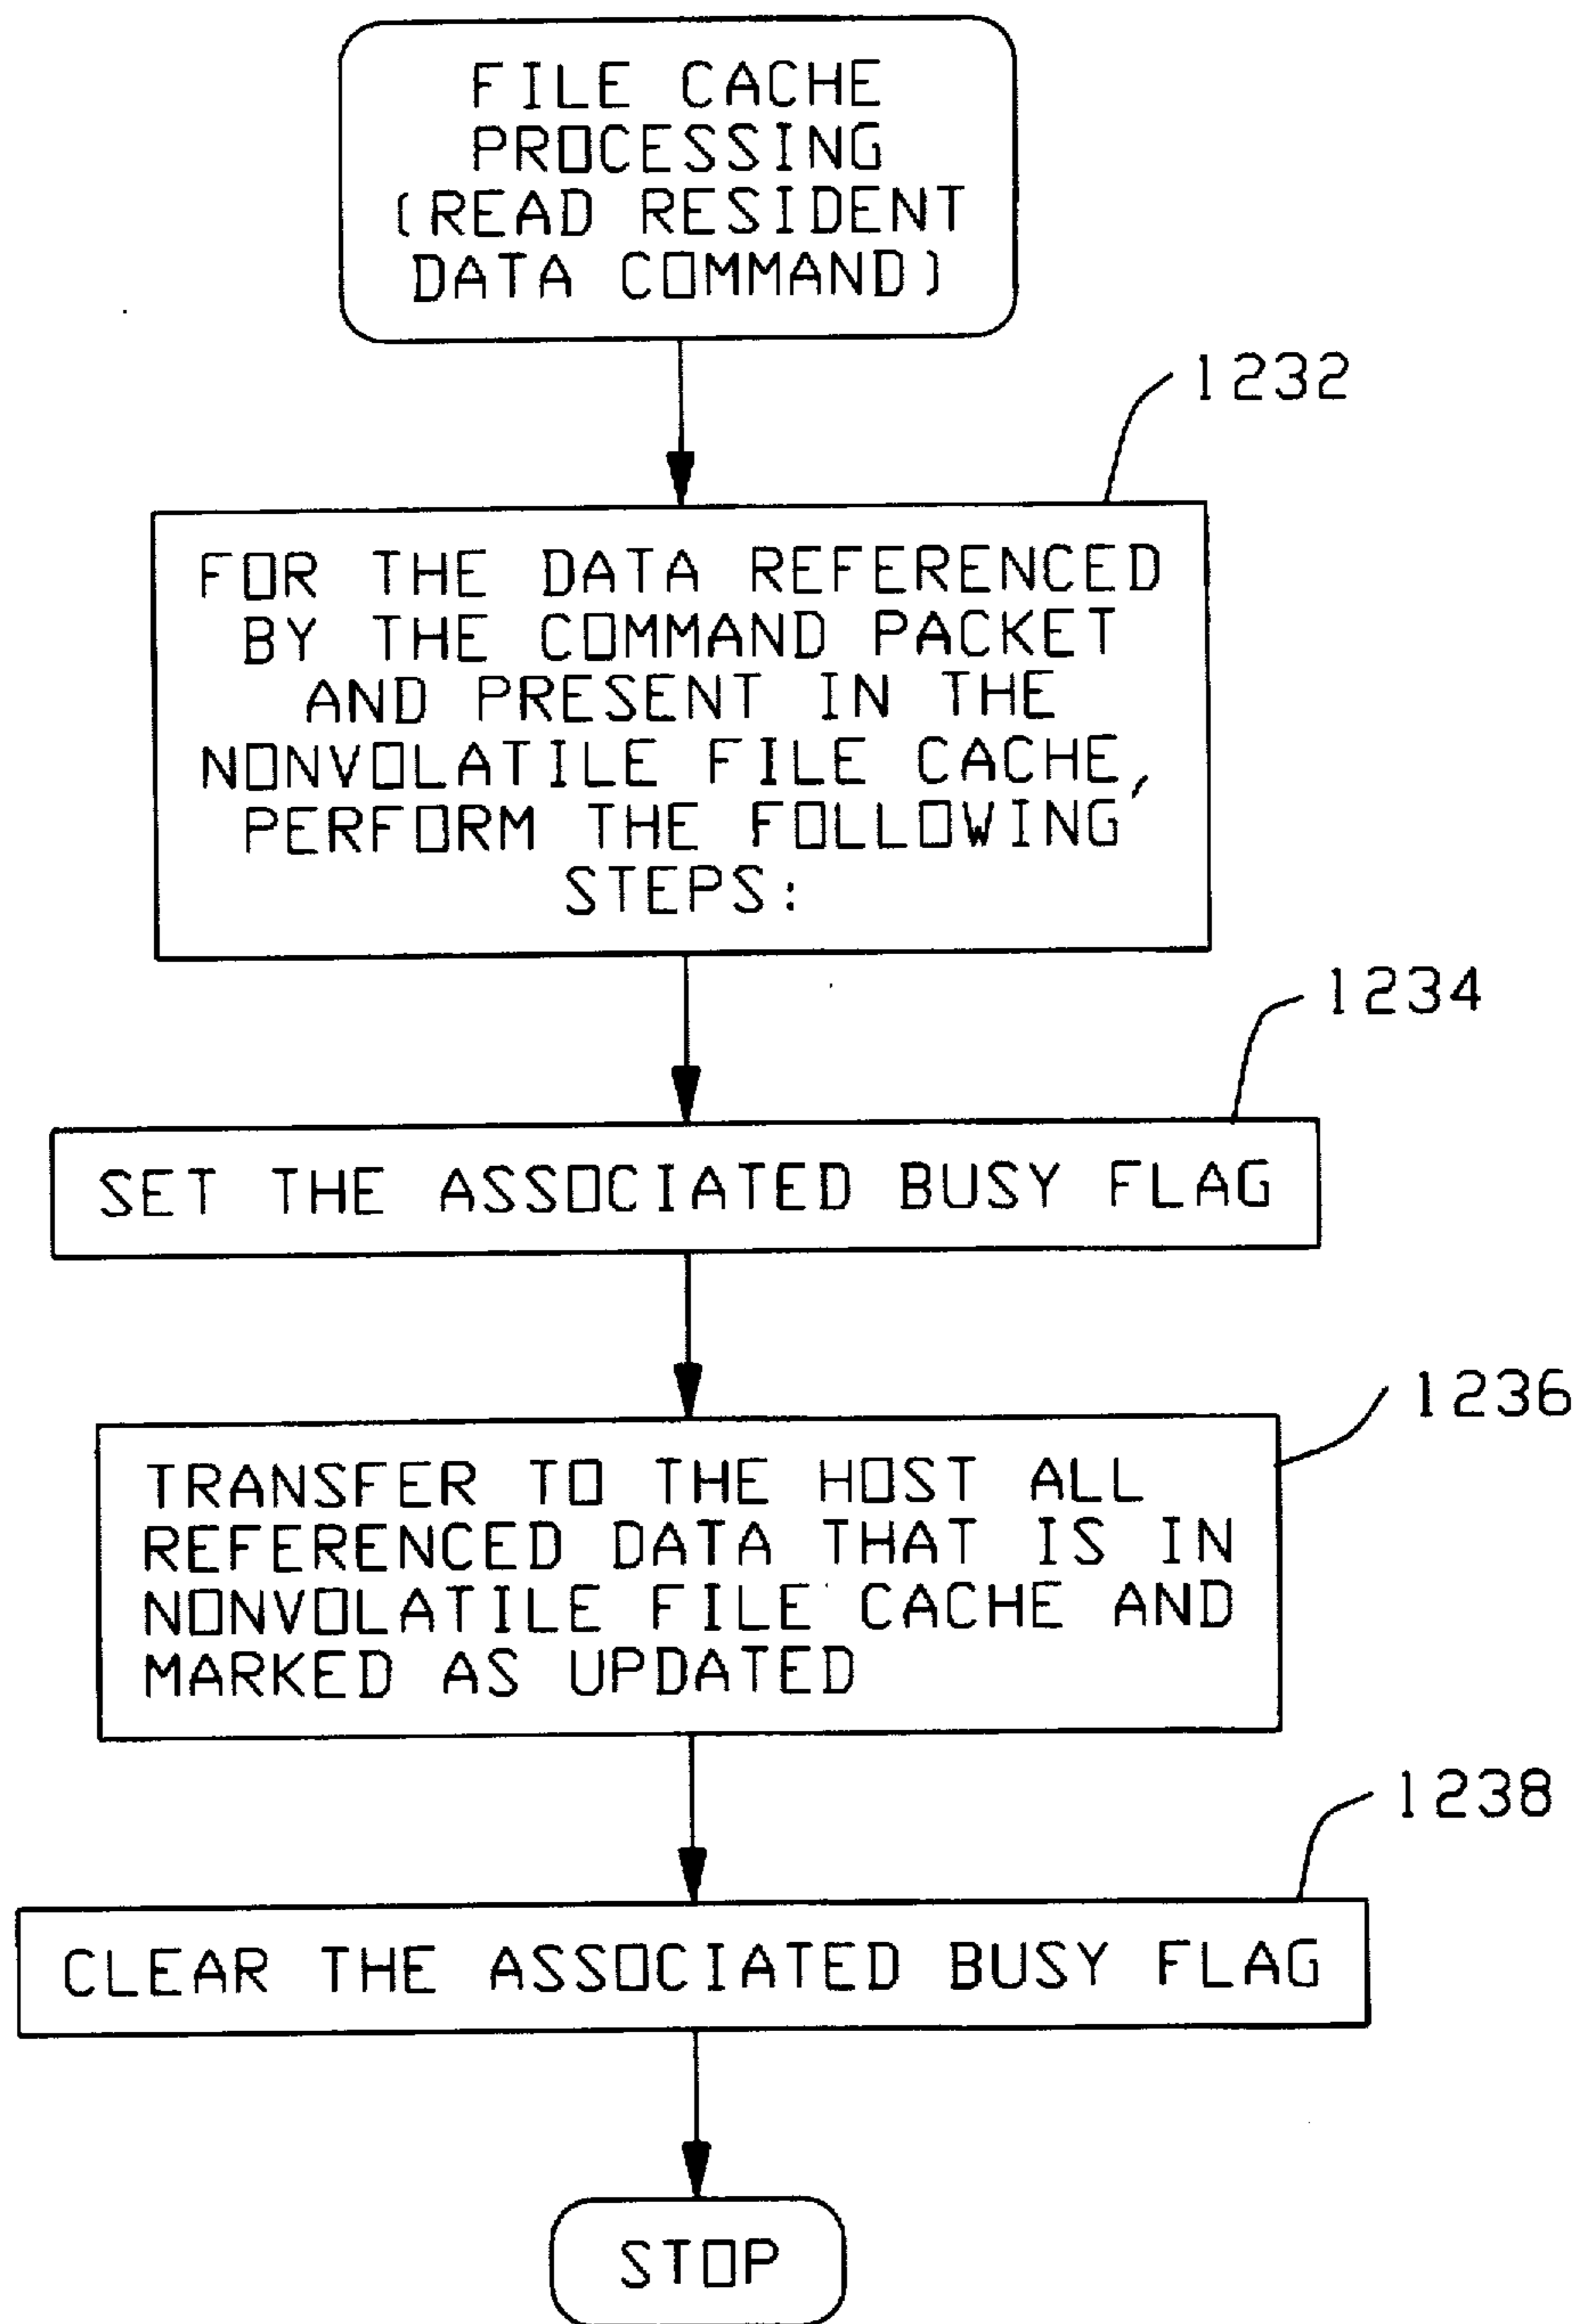 FILE CACHE
PROCESSING
(READ RESIDENT
DATA COMMAND)
1232
FOR THE DATA REFERENCED
BY THE COMMAND PACKET
AND PRESENT IN THE
NONVOLATILE FILE CACHE,
PERFORM THE FOLLOWING
STEPS:
1234
SET THE ASSOCIATED BUSY FLAG
1236
TRANSFER TO THE HOST ALL
REFERENCED DATA THAT IS IN
NONVOLATILE FILE CACHE AND
MARKED AS UPDATED
1238
CLEAR THE ASSOCIATED BUSY FLAG
STOP